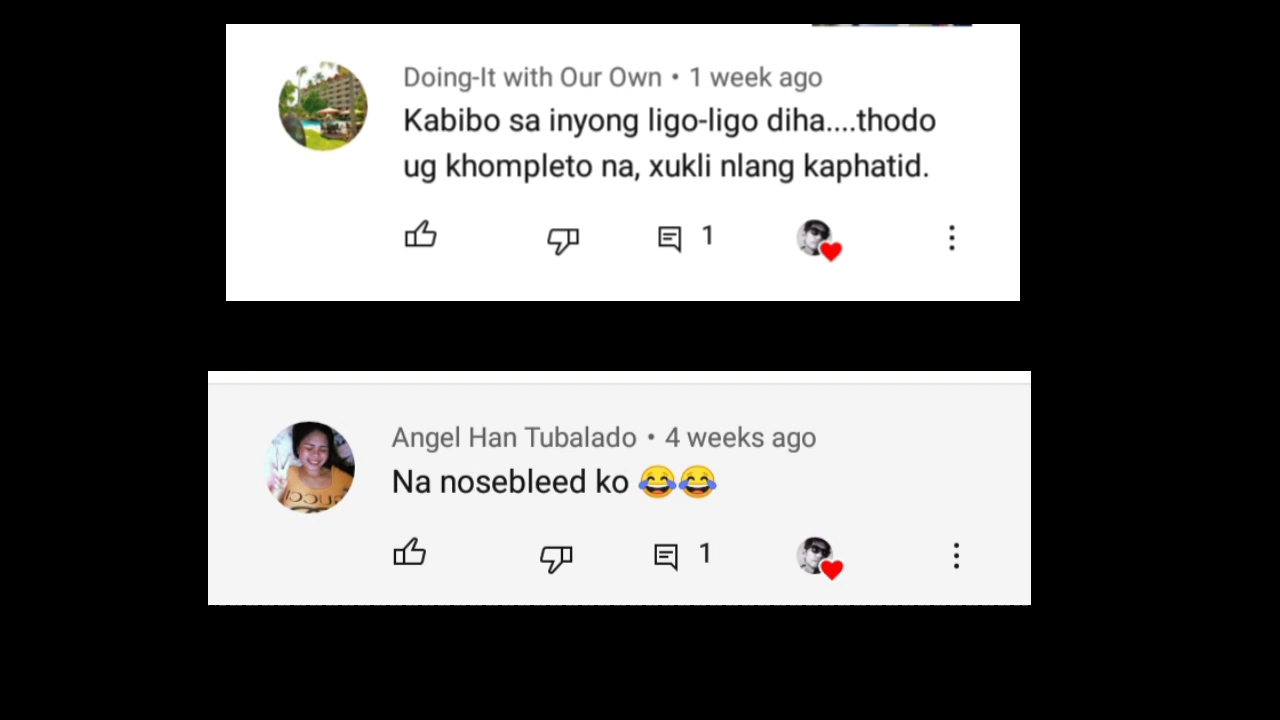 Doing-It with Our Own • 1 week ago
Kabibo sa inyong ligo-ligo diha....thodo
ug khompleto na, xukli nlang kaphatid.
1
Angel Han Tubalado • 4 weeks ago
Na nosebleed ko 😂😂
1